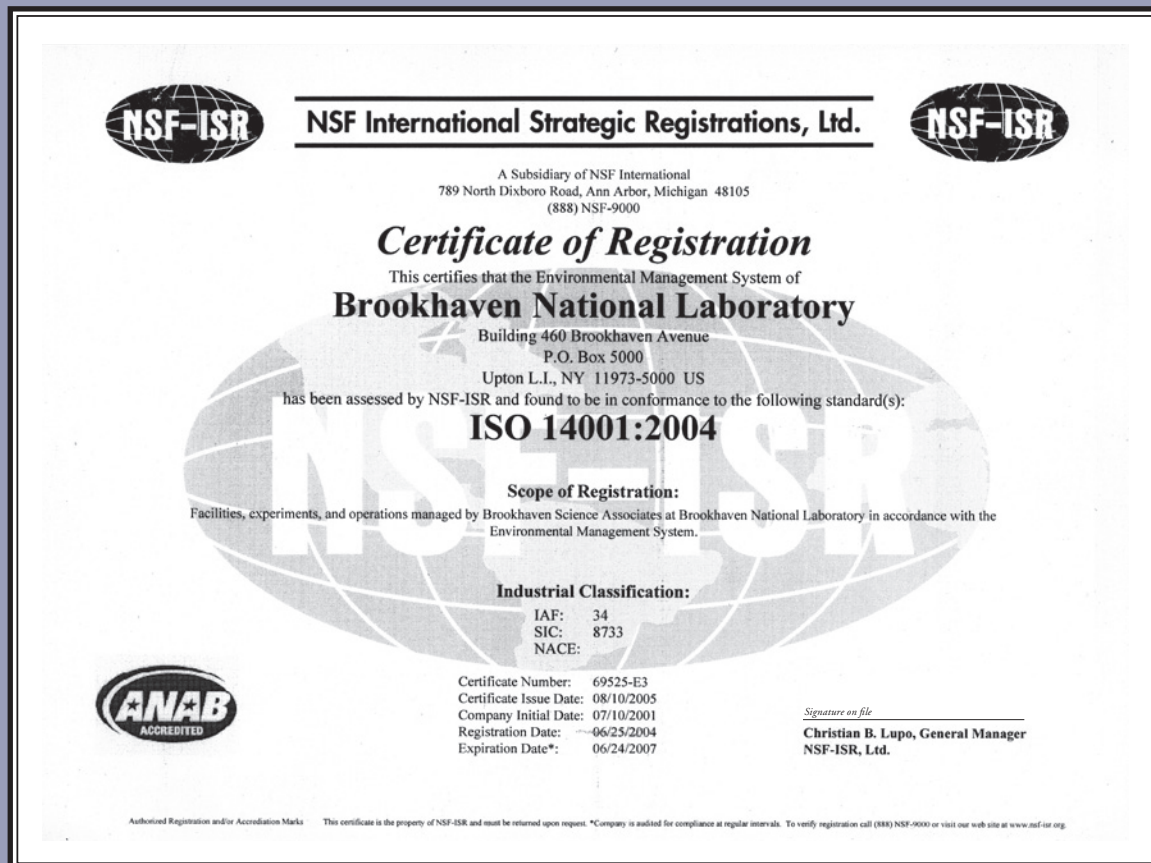 NSF-ISR
NSF International Strategic Registrations, Ltd.
NSF-ISR
A Subsidiary of NSF International
789 North Dixboro Road, Ann Arbor, Michigan 48105
(888) NSF-9000
Certificate of Registration
This certifies that the Environmental Management System of
Brookhaven National Laboratory
Building 460 Brookhaven Avenue
P.O. Box 5000
Upton L.I., NY 11973-5000 US
has been assessed by NSF-ISR and found to be in conformance to the following standard(s):
ISO 14001:2004
NSF-ISR
Scope of Registration:
Facilities, experiments, and operations managed by Brookhaven Science Associates at Brookhaven National Laboratory in accordance with the
Environmental Management System.
Industrial Classification:
IAF: 34
SIC: 8733
NACE:
ANAB
ACCREDITED
Certificate Number: 69525-E3
Certificate Issue Date: 08/10/2005
Company Initial Date: 07/10/2001
Registration Date: 06/25/2004
Expiration Date*: 06/24/2007
Signature on file
Christian B. Lupo, General Manager
NSF-ISR, Ltd.
Authorized Registration and/or Accreditation Marks This certificate is the property of NSF-ISR and must be returned upon request. *Company is audited for compliance at regular intervals. To verify registration call (888) NSF-9000 or visit our web site at www.nsf-isr.org.